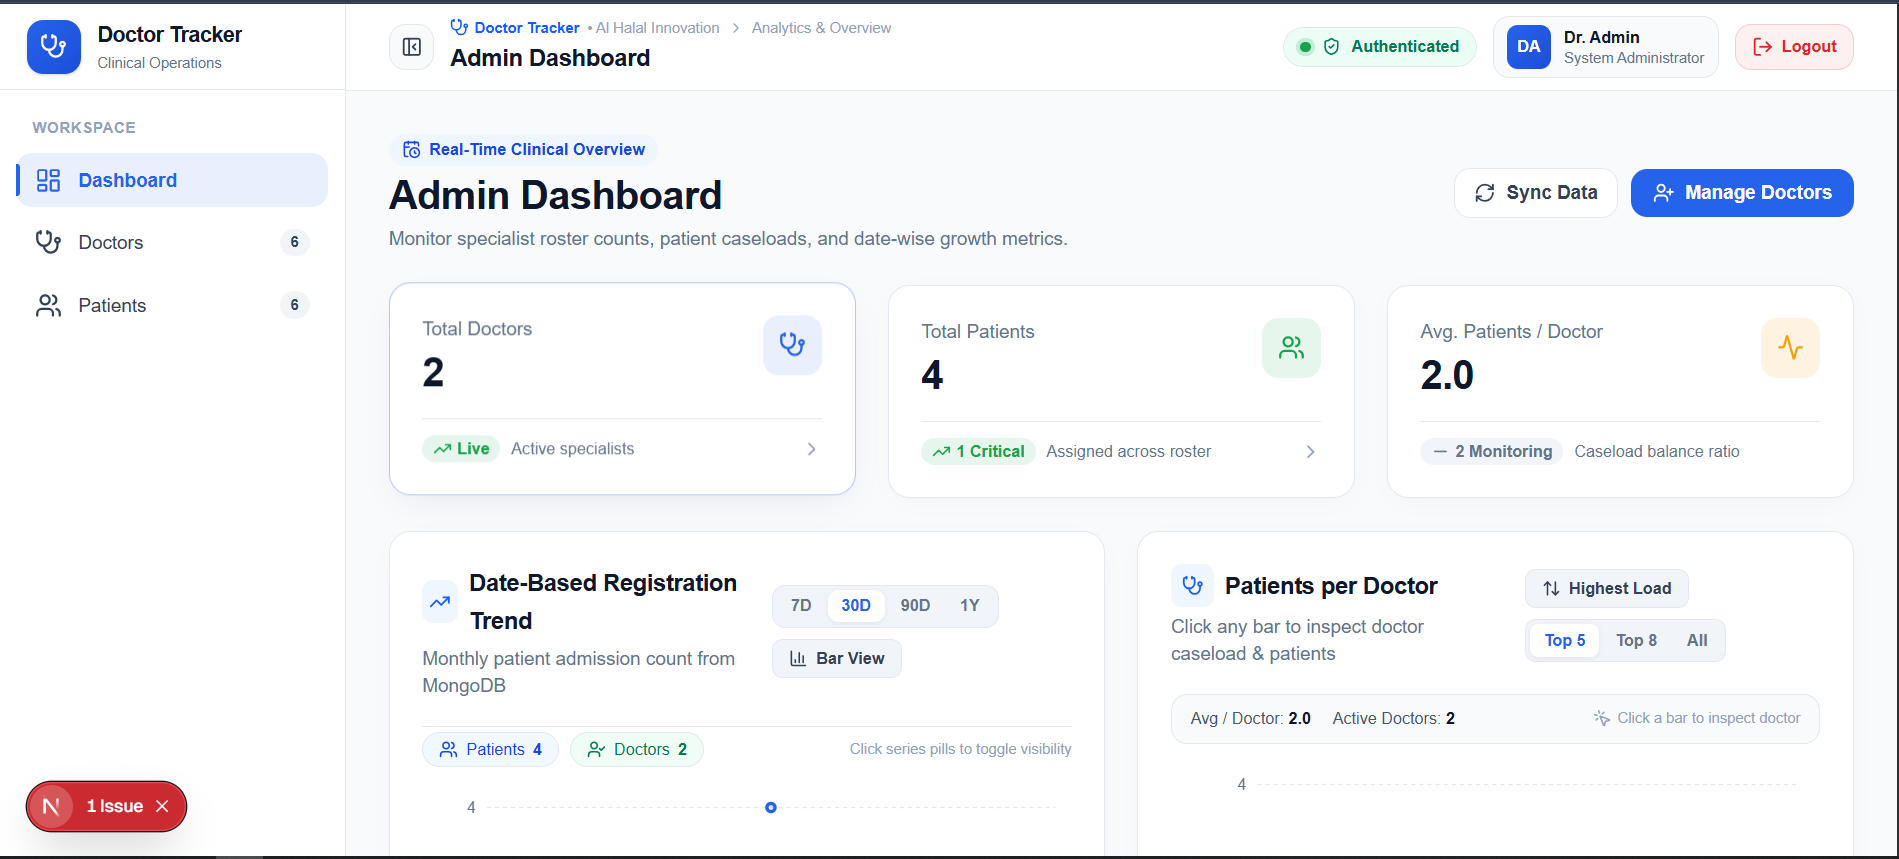 Doctor Tracker
Clinical Operations
WORKSPACE
Dashboard
Doctors 6
Patients 6
Doctor Tracker • AI Halal Innovation > Analytics & Overview
Admin Dashboard
Authenticated
DA
Dr. Admin
System Administrator
Logout
Real-Time Clinical Overview
Admin Dashboard
Monitor specialist roster counts, patient caseloads, and date-wise growth metrics.
Sync Data
Manage Doctors
Total Doctors
2
Live Active specialists
Total Patients
4
1 Critical Assigned across roster
Avg. Patients / Doctor
2.0
2 Monitoring Caseload balance ratio
Date-Based Registration
Trend
Monthly patient admission count from
MongoDB
7D 30D 90D 1Y
Bar View
Patients 4 Doctors 2 Click series pills to toggle visibility
4
Patients per Doctor
Click any bar to inspect doctor
caseload & patients
Highest Load
Top 5 Top 8 All
Avg / Doctor: 2.0 Active Doctors: 2 Click a bar to inspect doctor
4
N 1 Issue